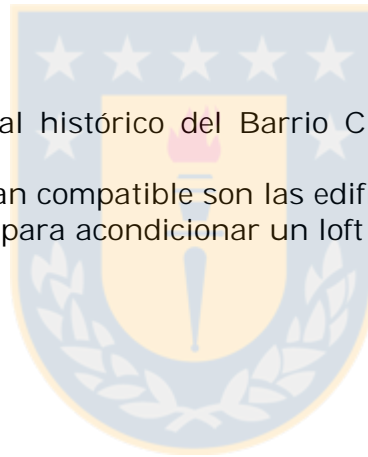 al histórico del Barrio C
an compatible son las edif
para acondicionar un loft